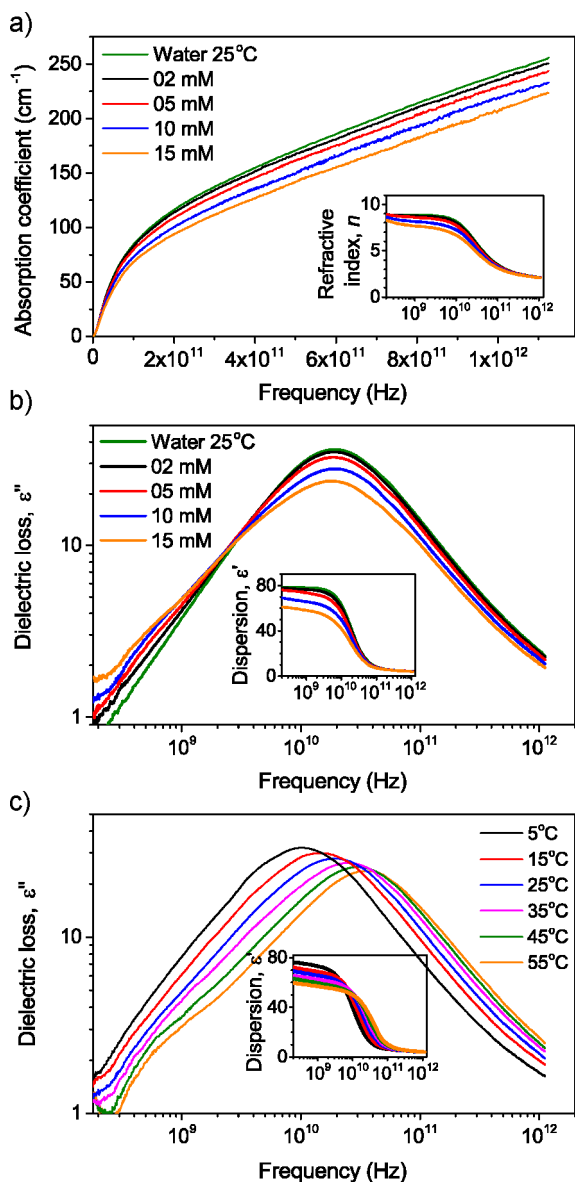 a)
Absorption coefficient (cm⁻¹)
250
200
150
100
50
0
Water 25°C
02 mM
05 mM
10 mM
15 mM
Refractive
index, n
10
5
0
10⁹ 10¹⁰ 10¹¹ 10¹²
0 2x10¹¹ 4x10¹¹ 6x10¹¹ 8x10¹¹ 1x10¹²
Frequency (Hz)
b)
Dielectric loss, ε"
10
1
Water 25°C
02 mM
05 mM
10 mM
15 mM
Dispersion, ε'
80
40
0
10⁹ 10¹⁰ 10¹¹ 10¹²
10⁹ 10¹⁰ 10¹¹ 10¹²
Frequency (Hz)
c)
Dielectric loss, ε"
10
1
5°C
15°C
25°C
35°C
45°C
55°C
Dispersion, ε'
80
40
0
10⁹ 10¹⁰ 10¹¹ 10¹²
10⁹ 10¹⁰ 10¹¹ 10¹²
Frequency (Hz)